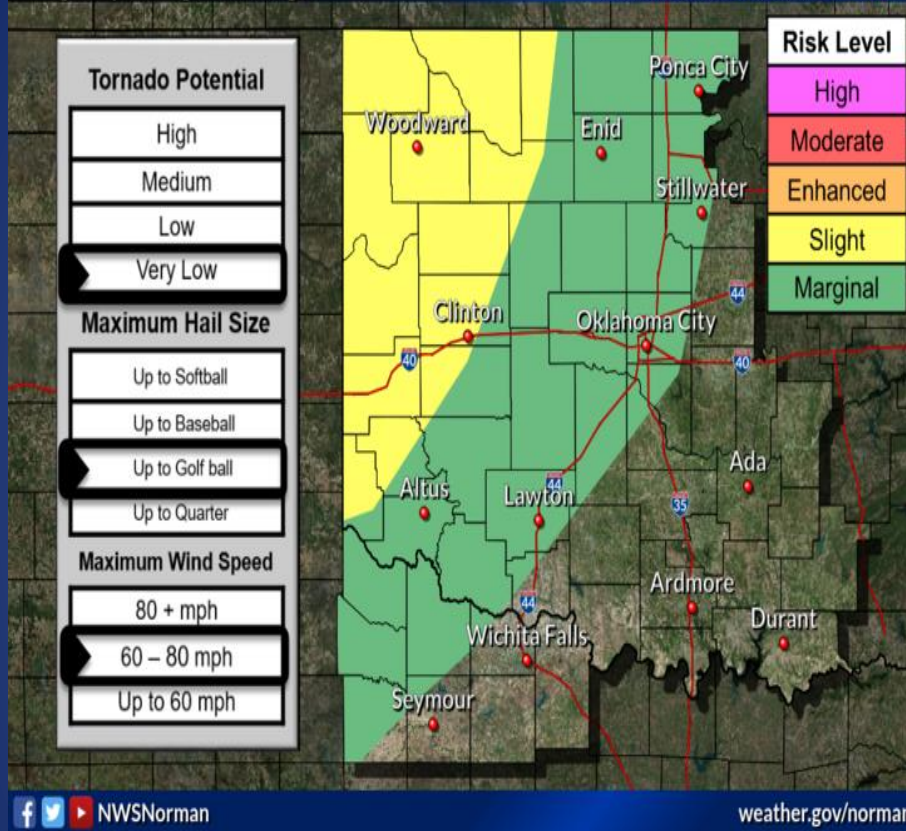 Tornado Potential
High
Medium
Low
Very Low
Maximum Hail Size
Up to Softball
Up to Baseball
Up to Golf ball
Up to Quarter
Maximum Wind Speed
80 + mph
60 – 80 mph
Up to 60 mph
Risk Level
High
Moderate
Enhanced
Slight
Marginal
Ponca City
Woodward
Enid
Stillwater
44
Clinton
Oklahoma City
40
40
Altus
Lawton
44
Ada
35
44
Ardmore
Wichita Falls
Durant
Seymour
NWSNorman
weather.gov/norman